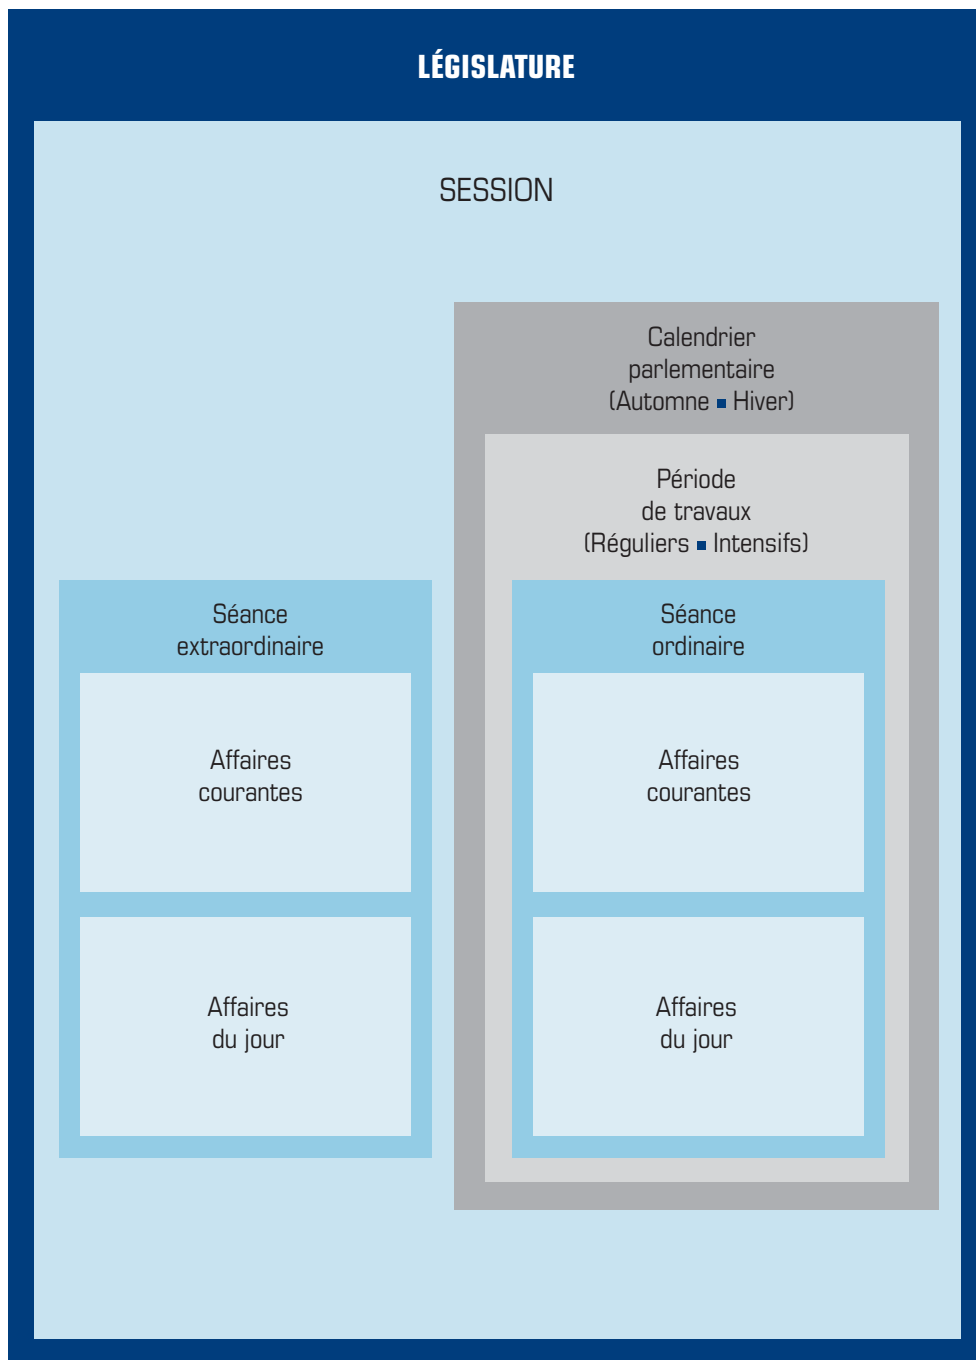 LÉGISLATURE
SESSION
Calendrier
parlementaire
(Automne ▪ Hiver)
Période
de travaux
(Réguliers ▪ Intensifs)
Séance
extraordinaire
Affaires
courantes
Affaires
du jour
Séance
ordinaire
Affaires
courantes
Affaires
du jour